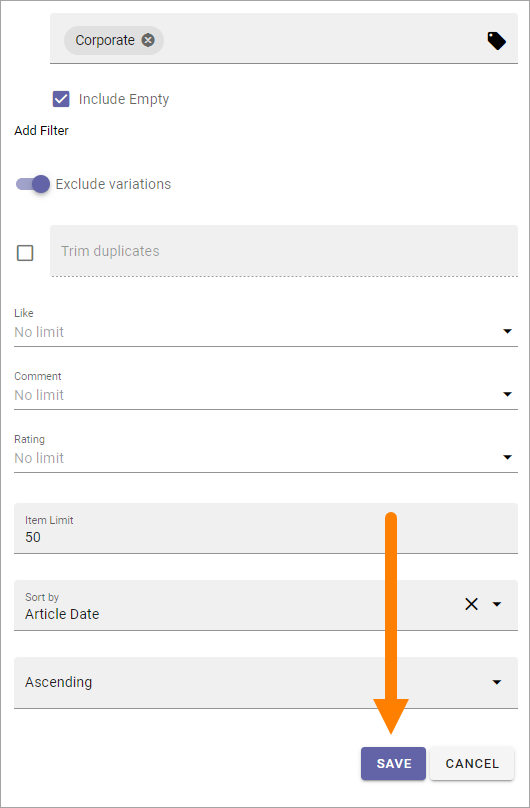 Corporate
Include Empty
Add Filter
Exclude variations
Trim duplicates
Like
No limit
Comment
No limit
Rating
No limit
Item Limit
50
Sort by
Article Date
Ascending
SAVE CANCEL